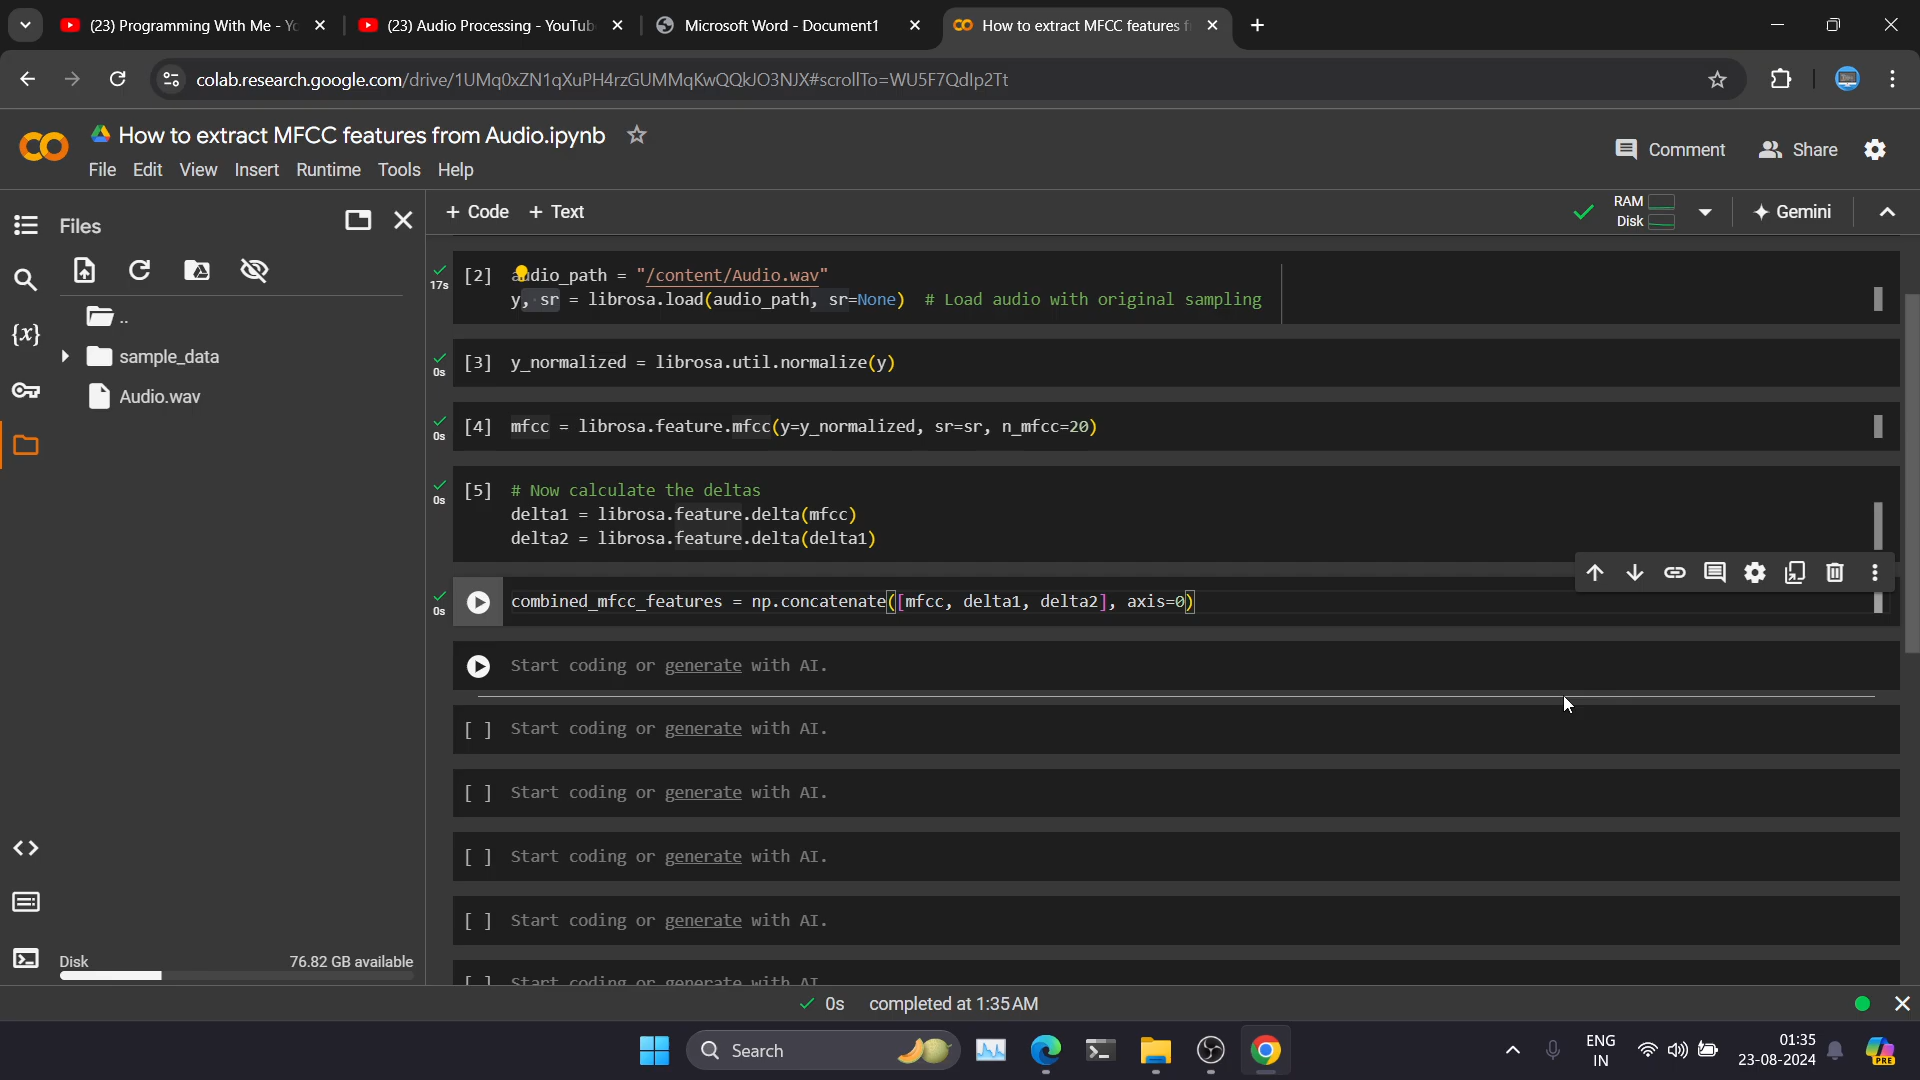 (23) Programming With Me - Yo
(23) Audio Processing - YouTub
Microsoft Word - Document1
How to extract MFCC features f
colab.research.google.com/drive/1UMq0xZN1qXuPH4rzGUMMqKwQQkJO3NJX#scrollTo=WU5F7QdIp2Tt
How to extract MFCC features from Audio.ipynb
Comment
Share
File Edit View Insert Runtime Tools Help
Files
+ Code + Text
RAM
Disk
Gemini
..
sample_data
Audio.wav
17s
[2] audio_path = "/content/Audio.wav"
y, sr = librosa.load(audio_path, sr=None) # Load audio with original sampling
0s
[3] y_normalized = librosa.util.normalize(y)
0s
[4] mfcc = librosa.feature.mfcc(y=y_normalized, sr=sr, n_mfcc=20)
0s
[5] # Now calculate the deltas
delta1 = librosa.feature.delta(mfcc)
delta2 = librosa.feature.delta(delta1)
0s
combined_mfcc_features = np.concatenate([mfcc, delta1, delta2], axis=0)
Start coding or generate with AI.
[ ] Start coding or generate with AI.
[ ] Start coding or generate with AI.
[ ] Start coding or generate with AI.
[ ] Start coding or generate with AI.
[ ] Start coding or generate with AI.
{x}
Disk 76.82 GB available
0s completed at 1:35 AM
Search
ENG
IN
01:35
23-08-2024
PRE